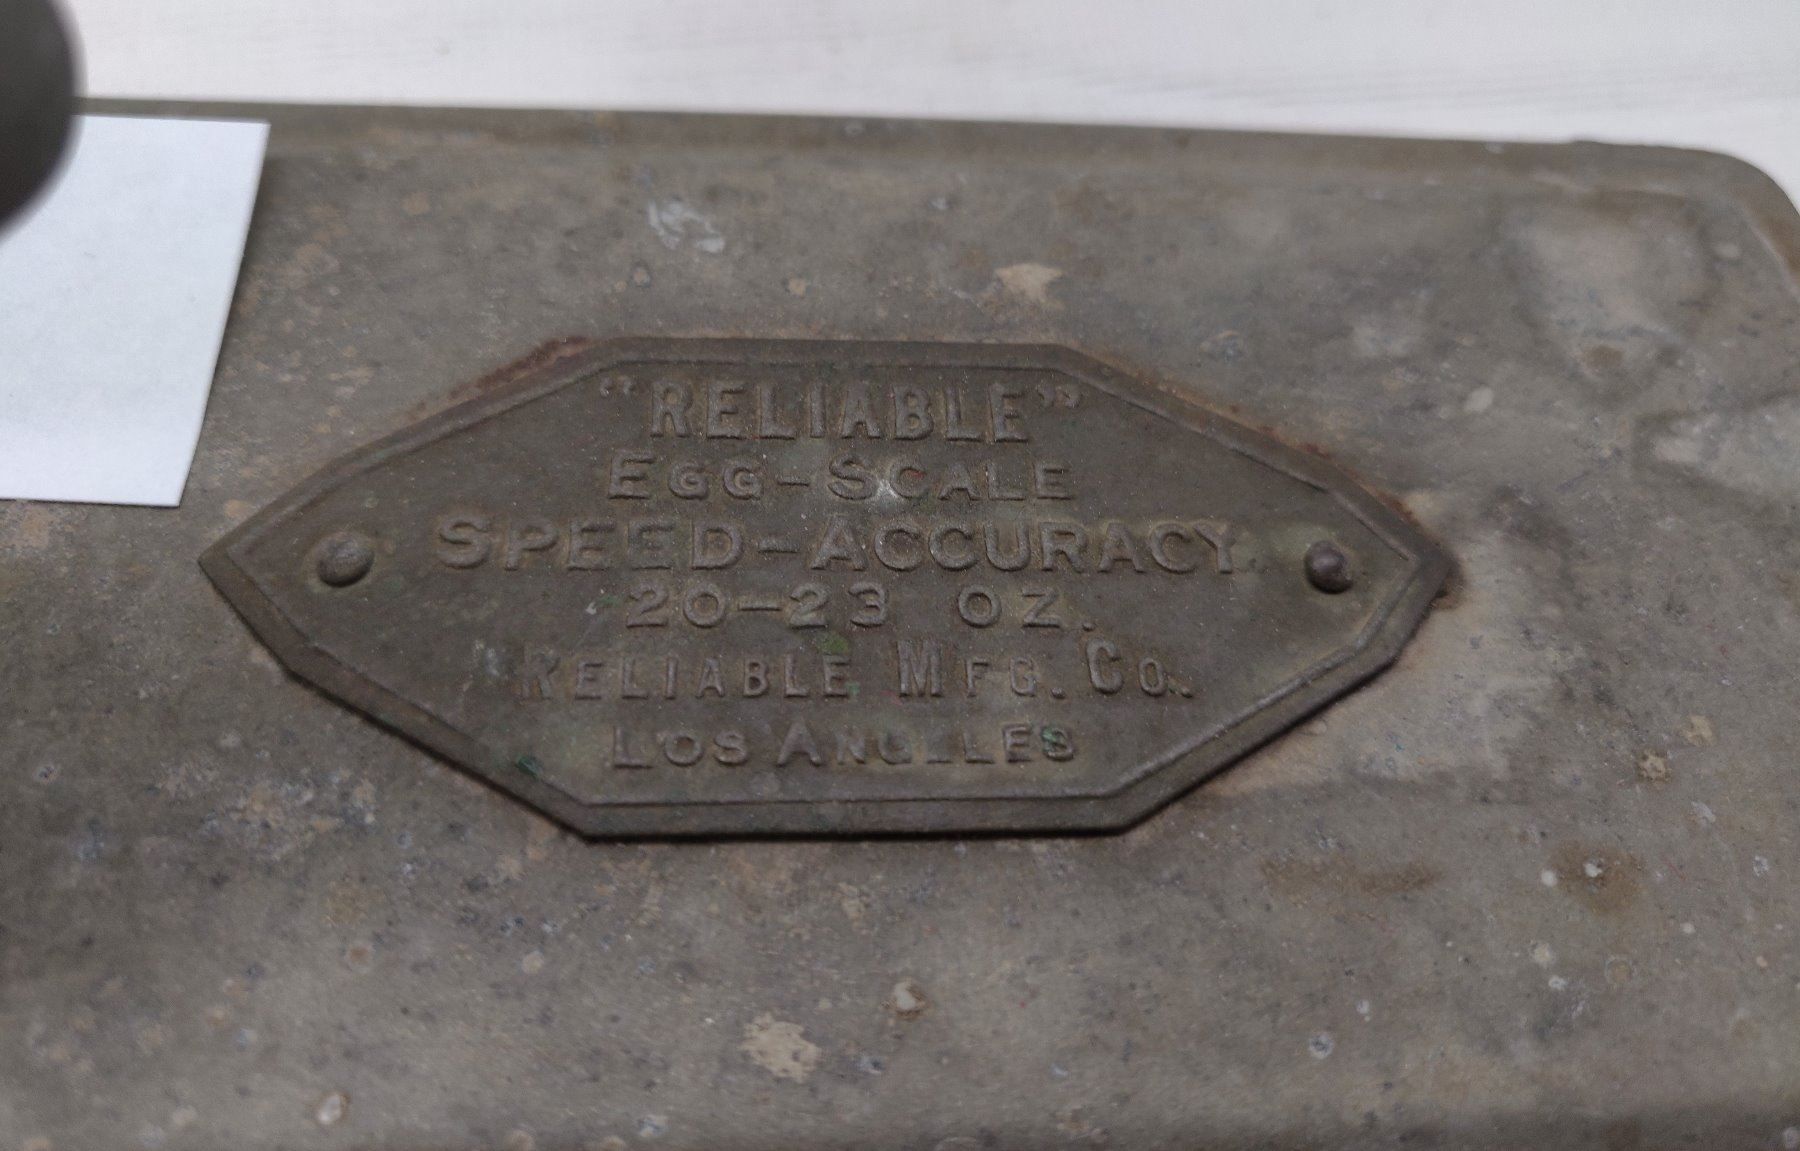 "RELIABLE"
EGG-SCALE
SPEED-ACCURACY
20-23 OZ.
RELIABLE MFG. CO.
LOS ANGELES